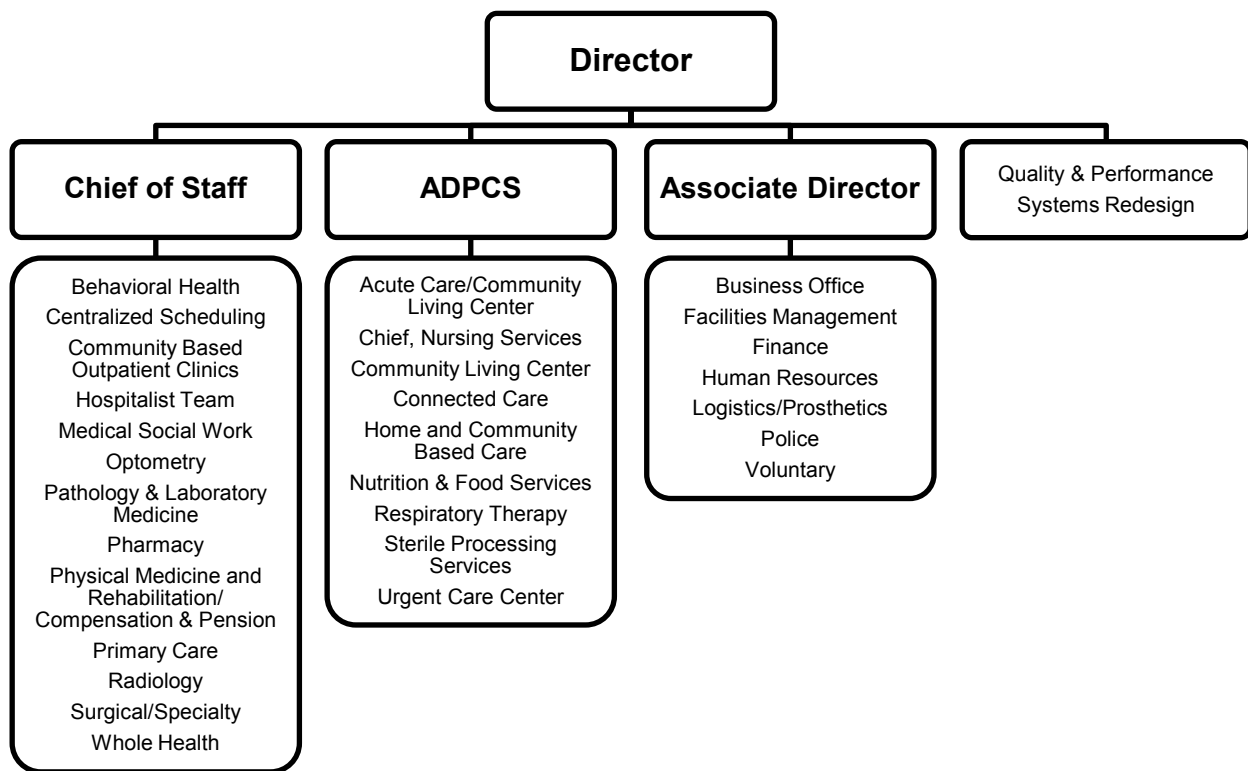 Director
Chief of Staff
ADPCS
Associate Director
Quality & Performance
Systems Redesign
Behavioral Health
Centralized Scheduling
Community Based
Outpatient Clinics
Hospitalist Team
Medical Social Work
Optometry
Pathology & Laboratory
Medicine
Pharmacy
Physical Medicine and
Rehabilitation/
Compensation & Pension
Primary Care
Radiology
Surgical/Specialty
Whole Health
Acute Care/Community
Living Center
Chief, Nursing Services
Community Living Center
Connected Care
Home and Community
Based Care
Nutrition & Food Services
Respiratory Therapy
Sterile Processing
Services
Urgent Care Center
Business Office
Facilities Management
Finance
Human Resources
Logistics/Prosthetics
Police
Voluntary